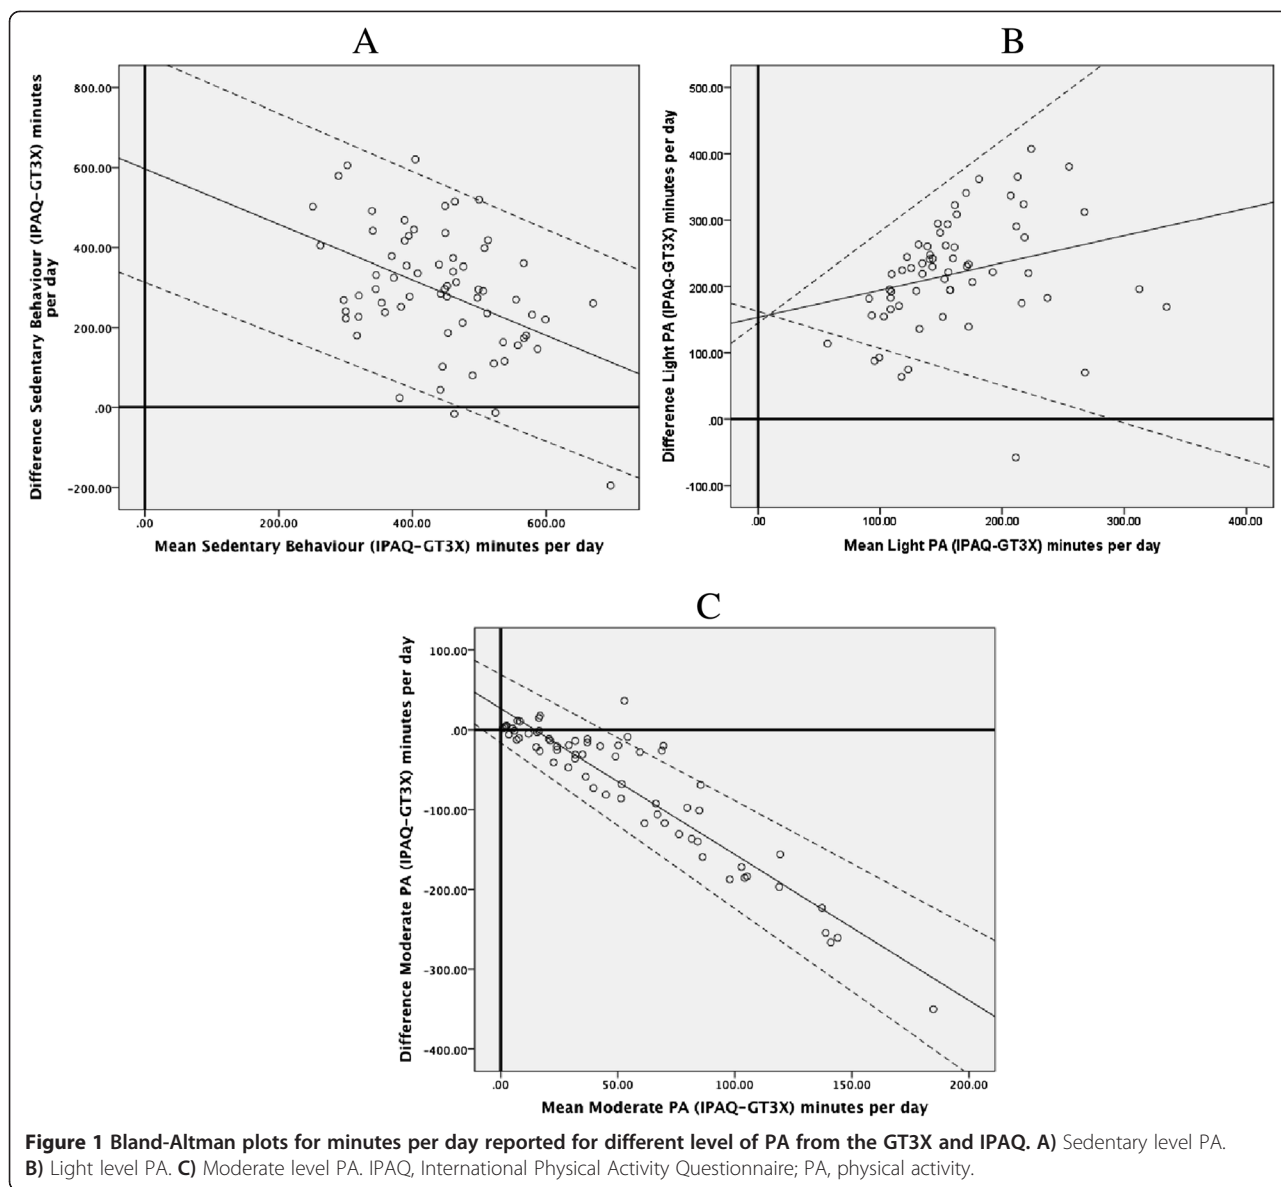 A
Difference Sedentary Behaviour (IPAQ-GT3X) minutes
per day
800.00
600.00
400.00
200.00
.00
-200.00
.00 200.00 400.00 600.00
Mean Sedentary Behaviour (IPAQ-GT3X) minutes per day
B
Difference Light PA (IPAQ-GT3X) minutes per day
500.00
400.00
300.00
200.00
100.00
.00
-100.00
.00 100.00 200.00 300.00 400.00
Mean Light PA (IPAQ-GT3X) minutes per day
C
Difference Moderate PA (IPAQ-GT3X) minutes per day
100.00
.00
-100.00
-200.00
-300.00
-400.00
.00 50.00 100.00 150.00 200.00
Mean Moderate PA (IPAQ-GT3X) minutes per day
Figure 1 Bland-Altman plots for minutes per day reported for different level of PA from the GT3X and IPAQ. A) Sedentary level PA.
B) Light level PA. C) Moderate level PA. IPAQ, International Physical Activity Questionnaire; PA, physical activity.